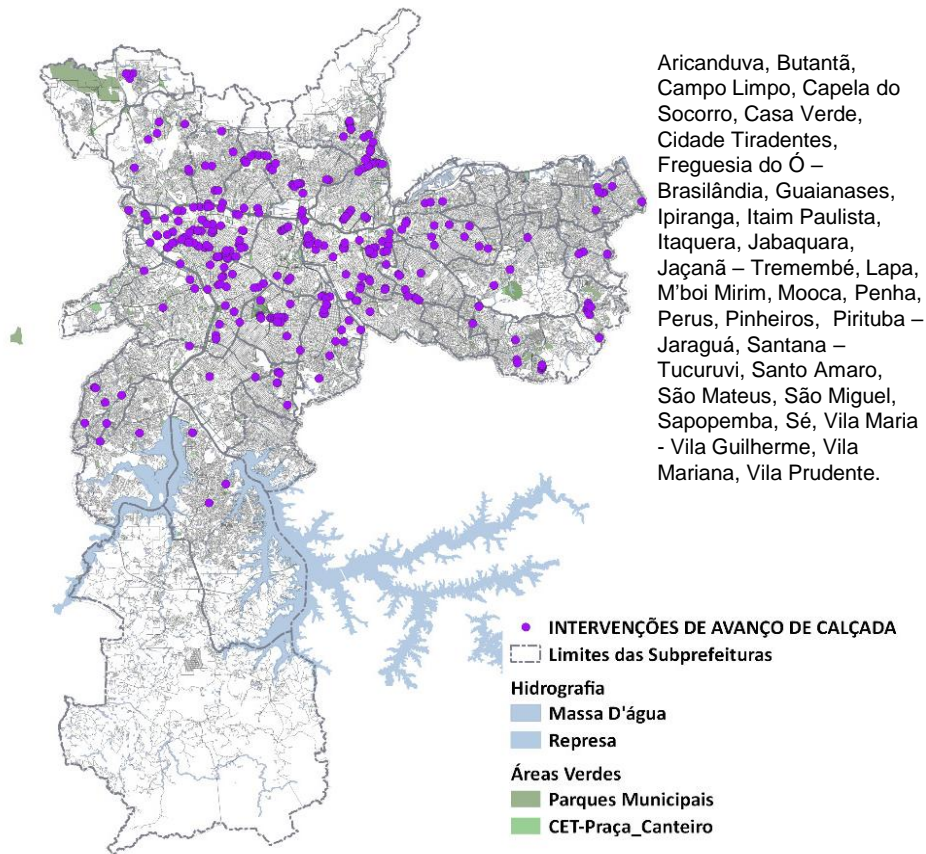 Aricanduva, Butantã,
Campo Limpo, Capela do
Socorro, Casa Verde,
Cidade Tiradentes,
Freguesia do Ó –
Brasilândia, Guaianases,
Ipiranga, Itaim Paulista,
Itaquera, Jabaquara,
Jaçanã – Tremembé, Lapa,
M'boi Mirim, Mooca, Penha,
Perus, Pinheiros, Pirituba –
Jaraguá, Santana –
Tucuruvi, Santo Amaro,
São Mateus, São Miguel,
Sapopemba, Sé, Vila Maria
- Vila Guilherme, Vila
Mariana, Vila Prudente.
INTERVENÇÕES DE AVANÇO DE CALÇADA
Limites das Subprefeituras
Hidrografia
Massa D'água
Represa
Áreas Verdes
Parques Municipais
CET-Praça_Canteiro